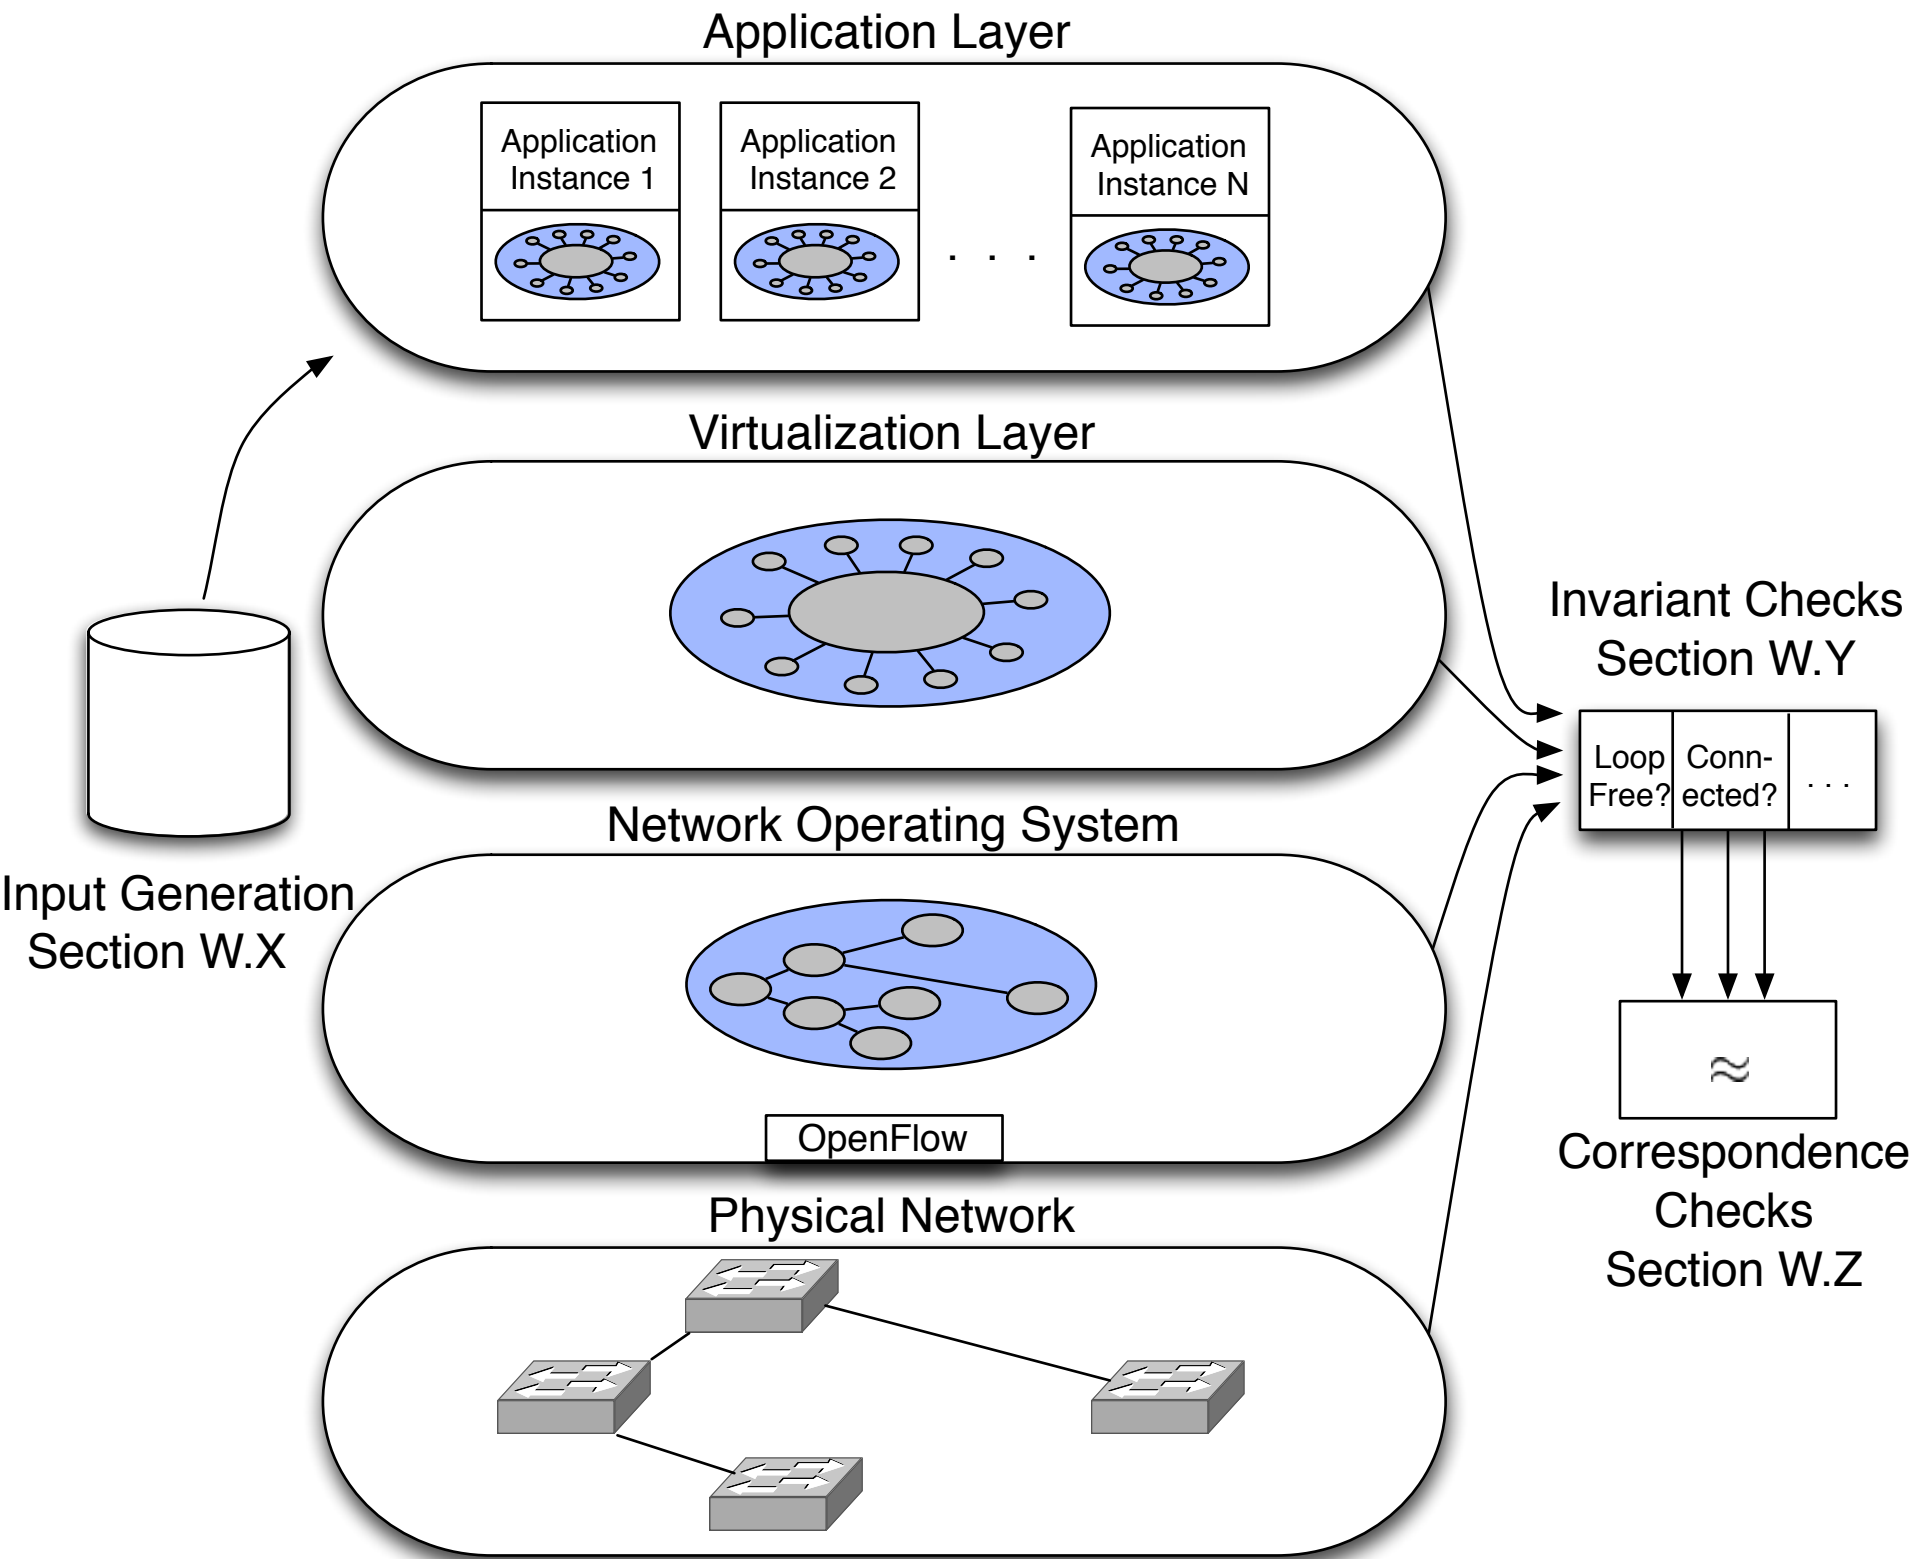 Application Layer
Application
Instance 1
Application
Instance 2
. . .
Application
Instance N
Virtualization Layer
Network Operating System
OpenFlow
Physical Network
Input Generation
Section W.X
Invariant Checks
Section W.Y
Loop
Free?
Conn-
ected?
. . .
≈
Correspondence
Checks
Section W.Z